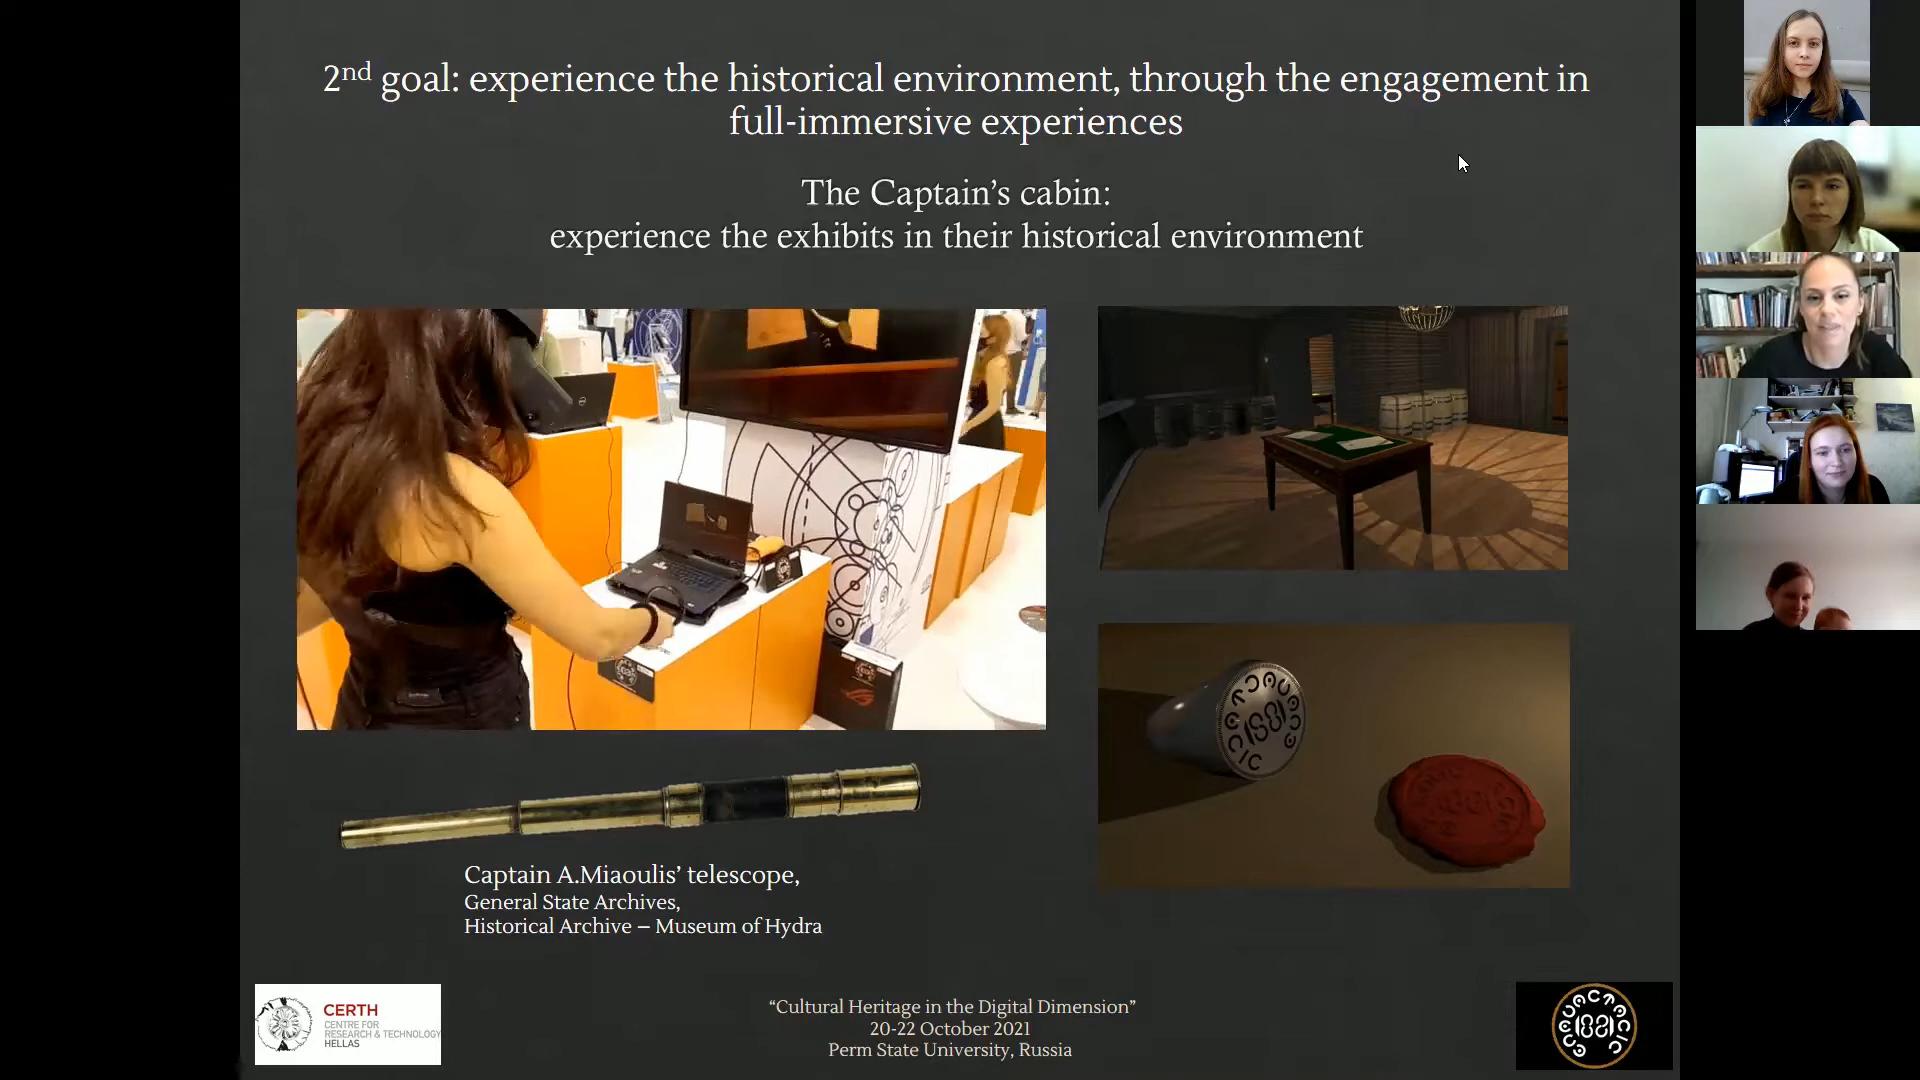 2nd goal: experience the historical environment, through the engagement in
full-immersive experiences
The Captain’s cabin:
experience the exhibits in their historical environment
Captain A.Miaoulis’ telescope,
General State Archives,
Historical Archive – Museum of Hydra
CERTH
CENTRE FOR
RESEARCH & TECHNOLOGY
HELLAS
“Cultural Heritage in the Digital Dimension”
20-22 October 2021
Perm State University, Russia